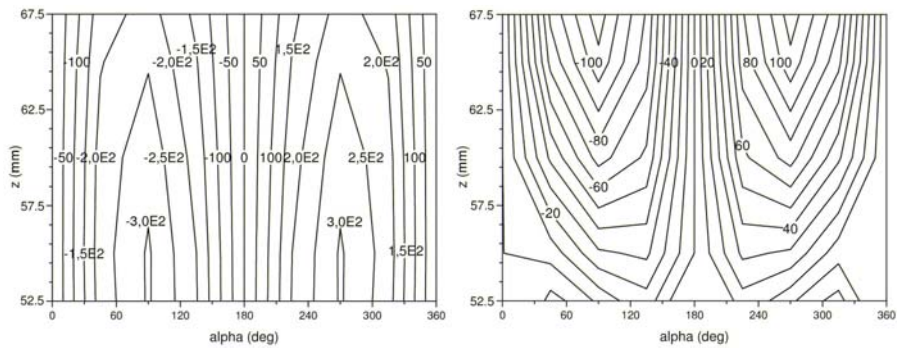 67.5
-100
-1,5E2
-2,0E2
-50
50
1,5E2
2,0E2
50
62.5
z (mm)
-50
-2,0E2
-2,5E2
-100
0
100
2,0E2
2,5E2
100
57.5
-3,0E2
3,0E2
-1,5E2
1,5E2
52.5
0 60 120 180 240 300 360
alpha (deg)
67.5
-100
-40
0
20
80
100
62.5
z (mm)
-80
60
-60
57.5
-20
40
52.5
0 60 120 180 240 300 360
alpha (deg)